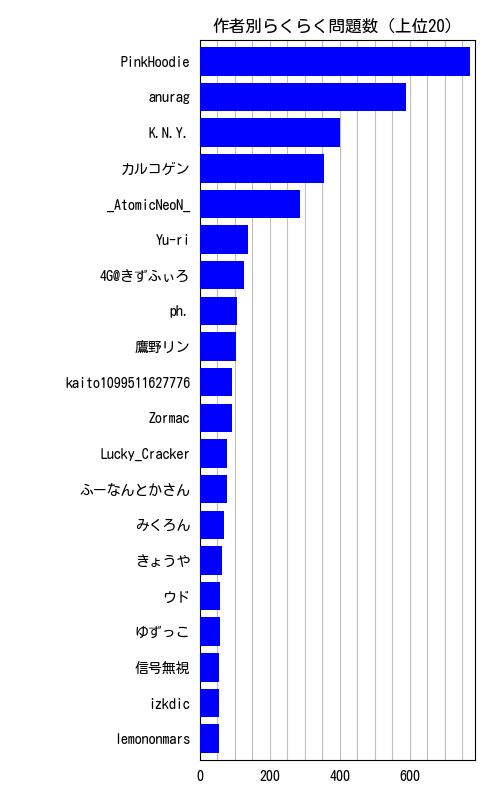 作者別らくらく問題数（上位20）
PinkHoodie
anurag
K.N.Y.
カルコゲン
_AtomicNeoN_
Yu-ri
4G@きずふぃろ
ph.
鷹野リン
kaito1099511627776
Zormac
Lucky_Cracker
ふーなんとかさん
みくろん
きょうや
ウド
ゆずっこ
信号無視
izkdic
lemononmars
0 200 400 600